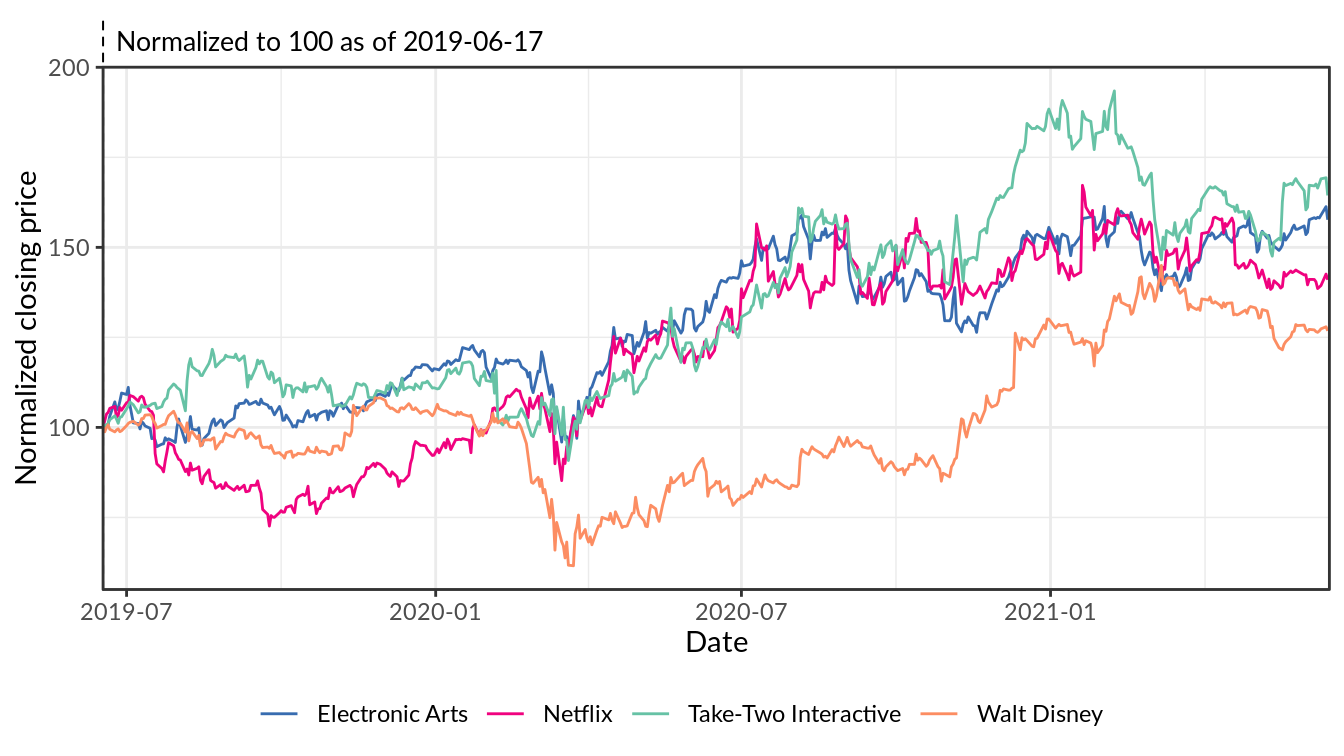 Normalized to 100 as of 2019-06-17
200
150
100
Normalized closing price
2019-07 2020-01 2020-07 2021-01
Date
Electronic Arts Netflix Take-Two Interactive Walt Disney